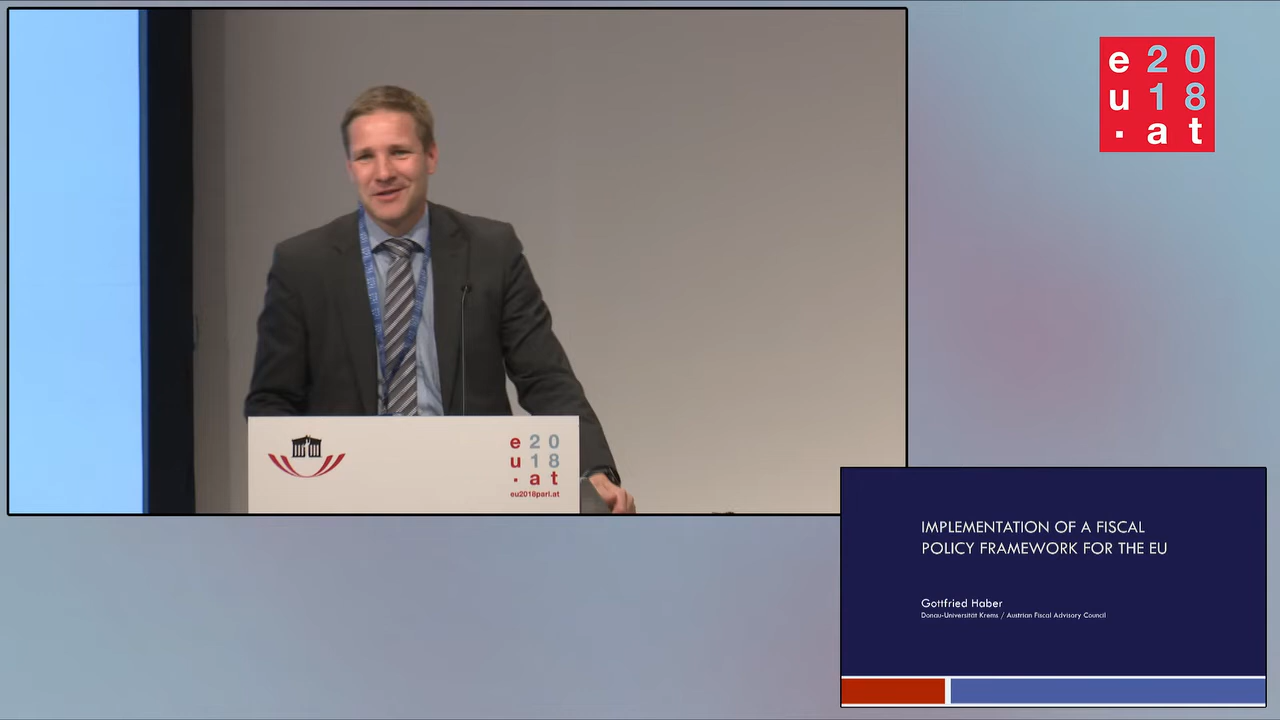 e 2 0
u 1 8
. a t
e 2 0
u 1 8
. a t
eu2018parl.at
IMPLEMENTATION OF A FISCAL
POLICY FRAMEWORK FOR THE EU
Gottfried Haber
Donau-Universität Krems / Austrian Fiscal Advisory Council